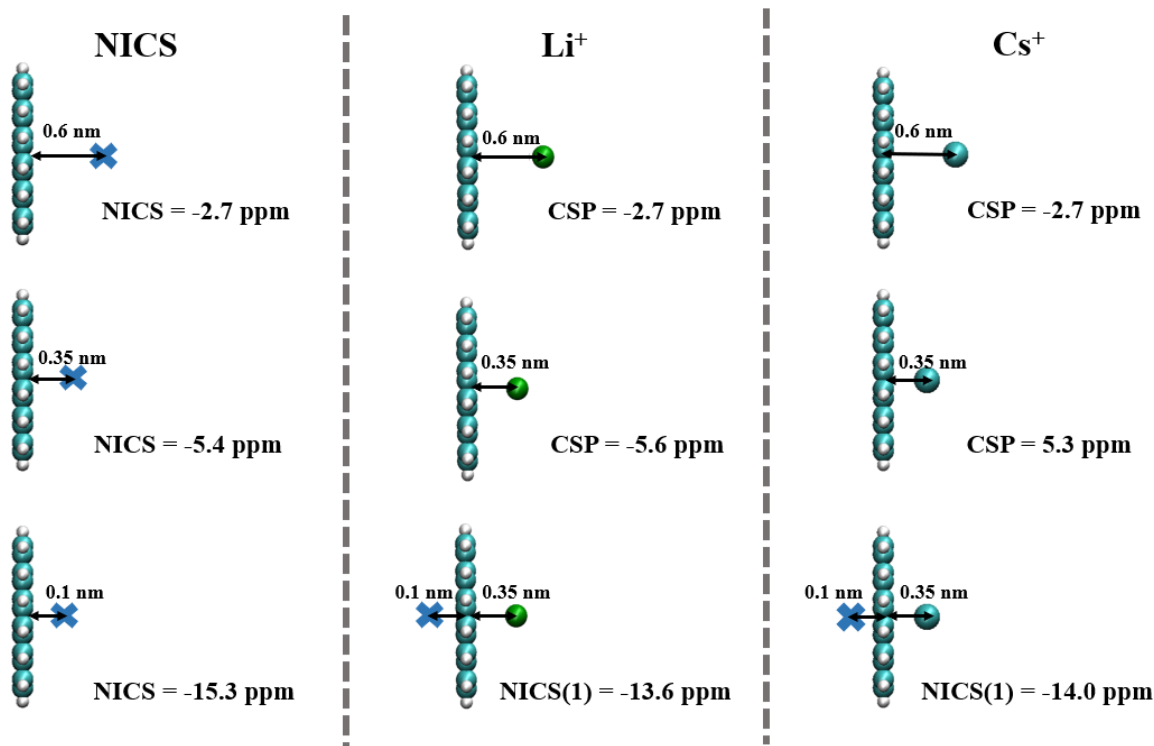 NICS
0.6 nm
NICS = -2.7 ppm
0.35 nm
NICS = -5.4 ppm
0.1 nm
NICS = -15.3 ppm
Li⁺
0.6 nm
CSP = -2.7 ppm
0.35 nm
CSP = -5.6 ppm
0.1 nm 0.35 nm
NICS(1) = -13.6 ppm
Cs⁺
0.6 nm
CSP = -2.7 ppm
0.35 nm
CSP = 5.3 ppm
0.1 nm 0.35 nm
NICS(1) = -14.0 ppm